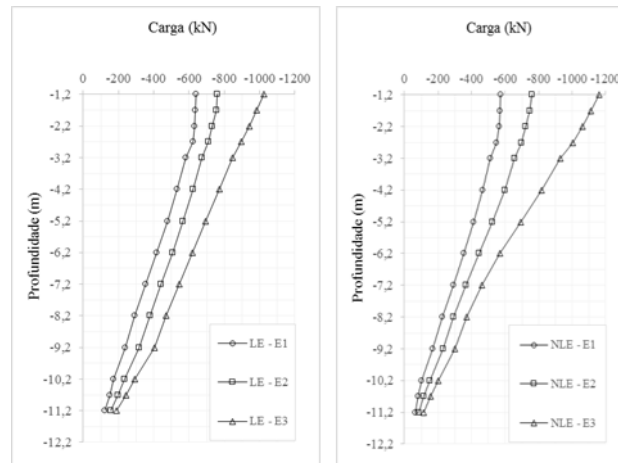 Carga (kN)
0 -200 -400 -600 -800 -1000 -1200
-1,2
-2,2
-3,2
-4,2
-5,2
-6,2
-7,2
-8,2
-9,2
-10,2
-11,2
-12,2
Profundidade (m)
LE - E1
LE - E2
LE - E3
Carga (kN)
0 -200 -400 -600 -800 -1000 -1200
-1,2
-2,2
-3,2
-4,2
-5,2
-6,2
-7,2
-8,2
-9,2
-10,2
-11,2
-12,2
Profundidade (m)
NLE - E1
NLE - E2
NLE - E3